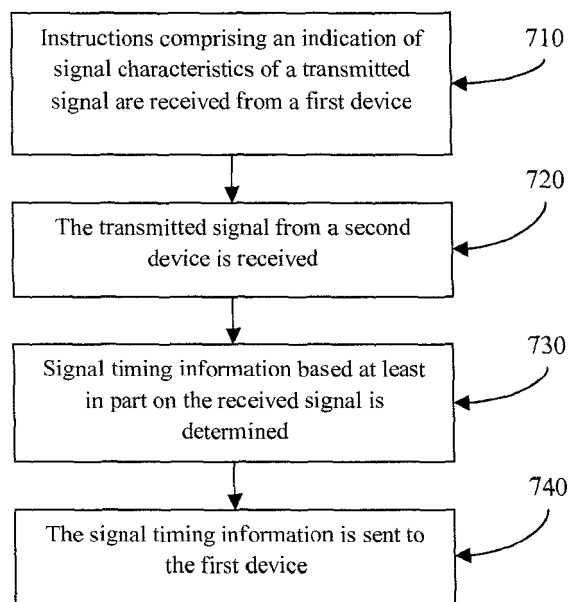 Instructions comprising an indication of
signal characteristics of a transmitted
signal are received from a first device
710
The transmitted signal from a second
device is received
720
Signal timing information based at least
in part on the received signal is
determined
730
The signal timing information is sent to
the first device
740